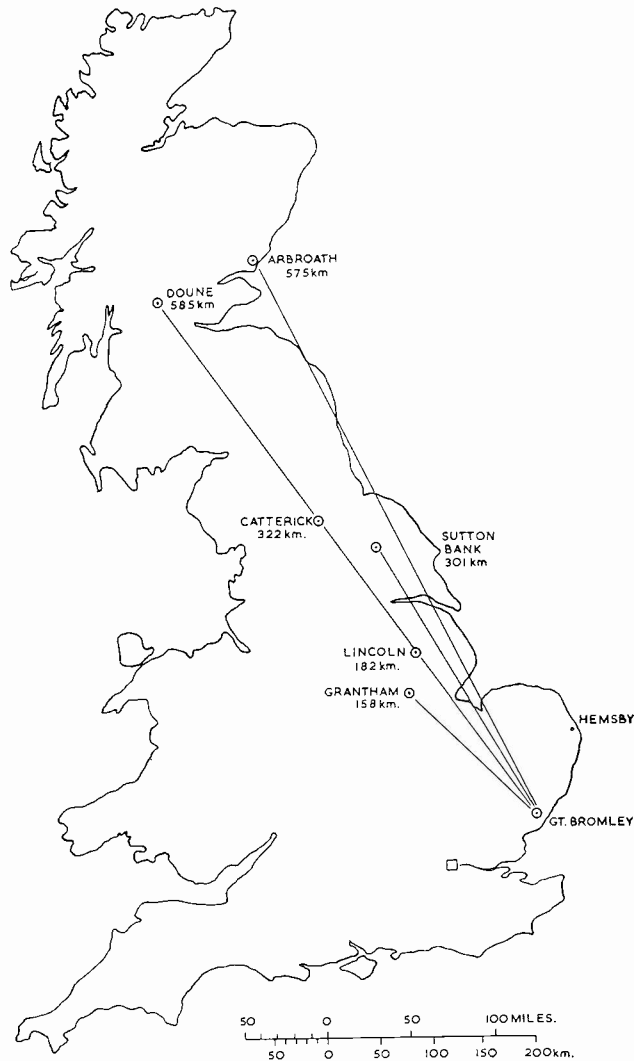 ARBROATH
575km
DOUNE
585km
CATTERICK
322km.
SUTTON
BANK
301km
LINCOLN
182km.
GRANTHAM
158km.
HEMSBY
GT. BROMLEY
50 0 50 100 MILES.
50 0 50 100 150 200km.